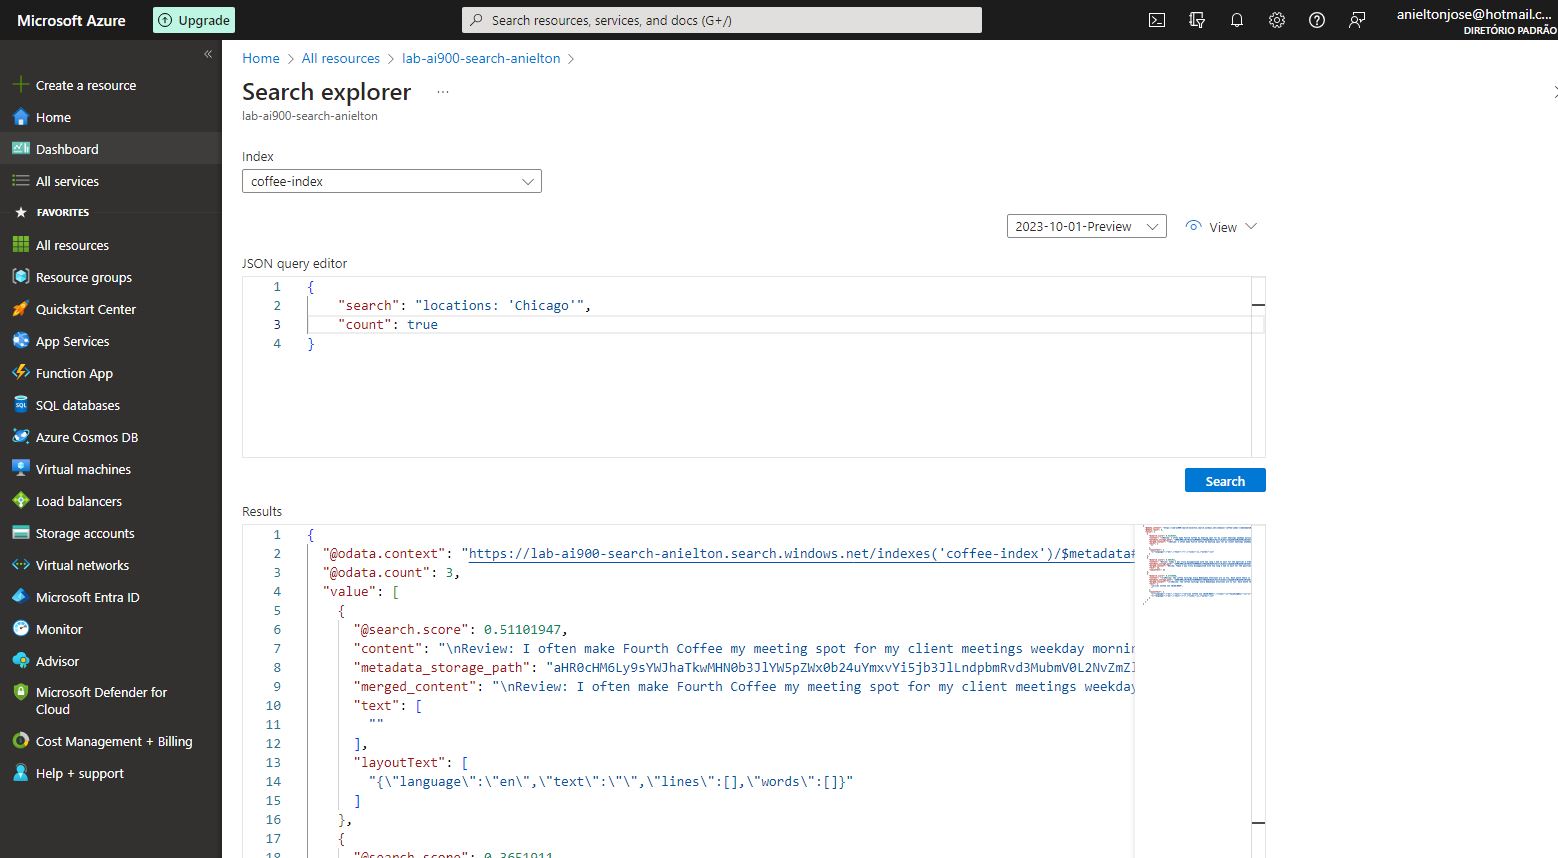 Microsoft Azure
Upgrade
Search resources, services, and docs (G+/)
anieltonjose@hotmail.c...
DIRETÓRIO PADRÃO
«
Create a resource
Home
Dashboard
All services
FAVORITES
All resources
Resource groups
Quickstart Center
App Services
Function App
SQL databases
Azure Cosmos DB
Virtual machines
Load balancers
Storage accounts
Virtual networks
Microsoft Entra ID
Monitor
Advisor
Microsoft Defender for
Cloud
Cost Management + Billing
Help + support
Home > All resources > lab-ai900-search-anielton >
Search explorer ...
lab-ai900-search-anielton
Index
coffee-index
2023-10-01-Preview
View
JSON query editor
1 {
2 "search": "locations: 'Chicago'",
3 "count": true
4 }
Search
Results
1 {
2 "@odata.context": "https://lab-ai900-search-anielton.search.windows.net/indexes('coffee-index')/$metadata#
3 "@odata.count": 3,
4 "value": [
5 {
6 "@search.score": 0.51101947,
7 "content": "\nReview: I often make Fourth Coffee my meeting spot for my client meetings weekday mornin
8 "metadata_storage_path":
9 "merged_content": "\nReview: I often make Fourth Coffee my meeting spot for my client meetings weekday
10 "text": [
11 ""
12 ],
13 "layoutText": [
14 "{\"language\":\"en\",\"text\":\"\",\"lines\":[],\"words\":[]}"
15 ]
16 },
17 {
18 "@search.score": 0.3651911,